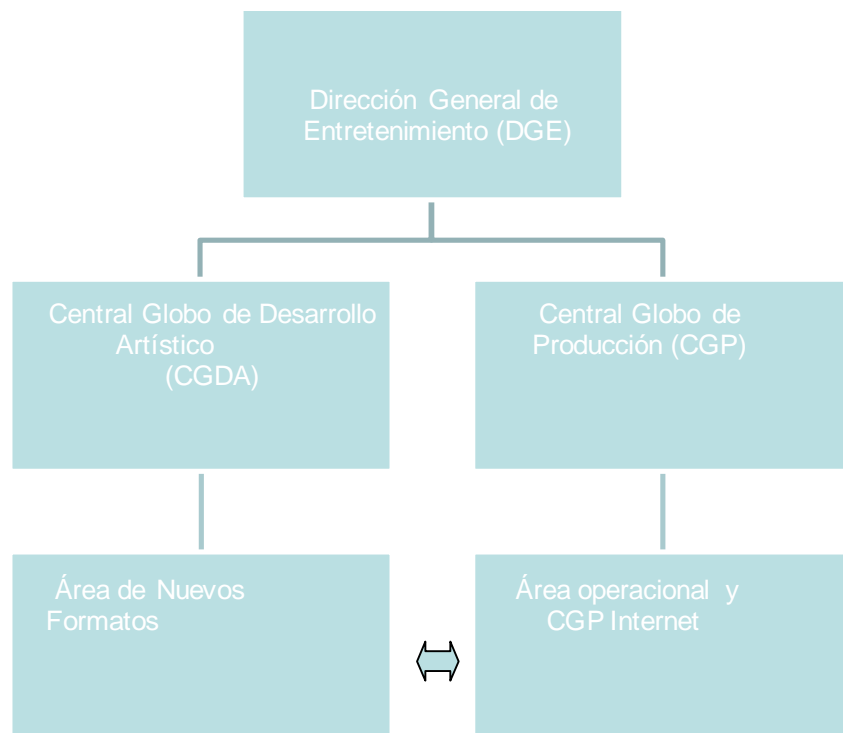 Dirección General de
Entretenimiento (DGE)
Central Globo de Desarrollo
Artístico
(CGDA)
Central Globo de
Producción (CGP)
Área de Nuevos
Formatos
Área operacional y
CGP Internet